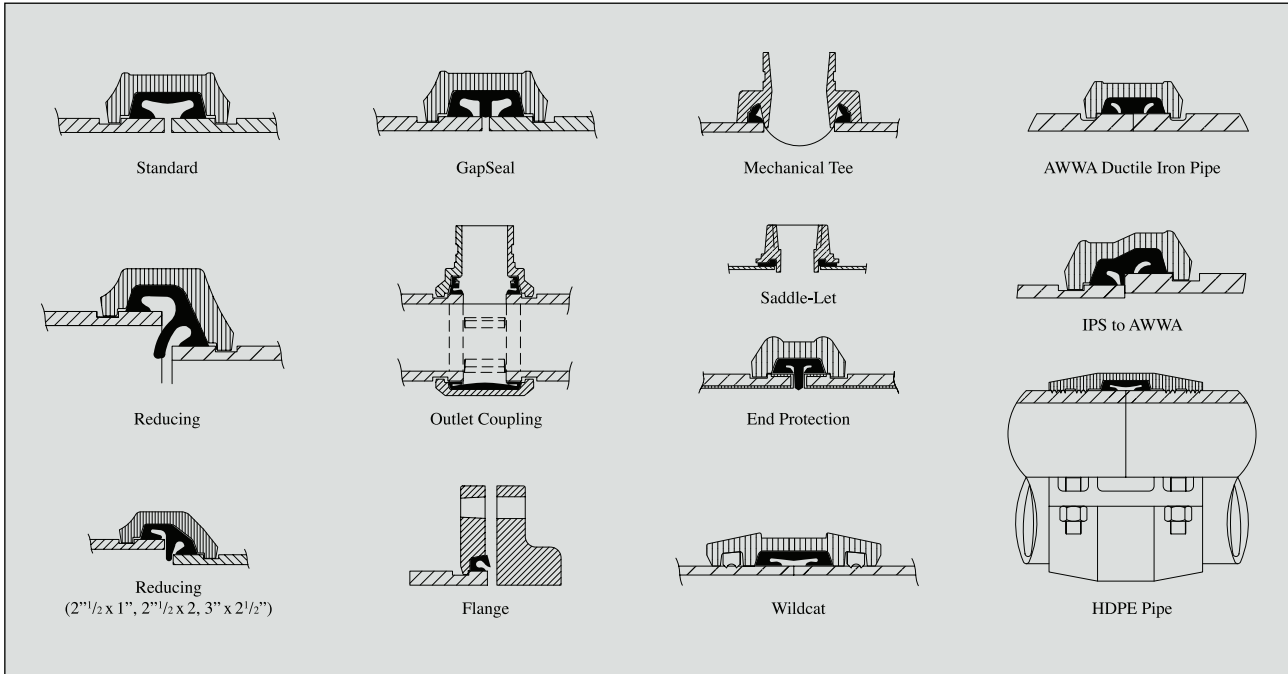 Standard
GapSeal
Mechanical Tee
AWWA Ductile Iron Pipe
Reducing
Outlet Coupling
Saddle-Let
End Protection
IPS to AWWA
Reducing
(2”1/2 x 1”, 2”1/2 x 2, 3” x 21/2”)
Flange
Wildcat
HDPE Pipe